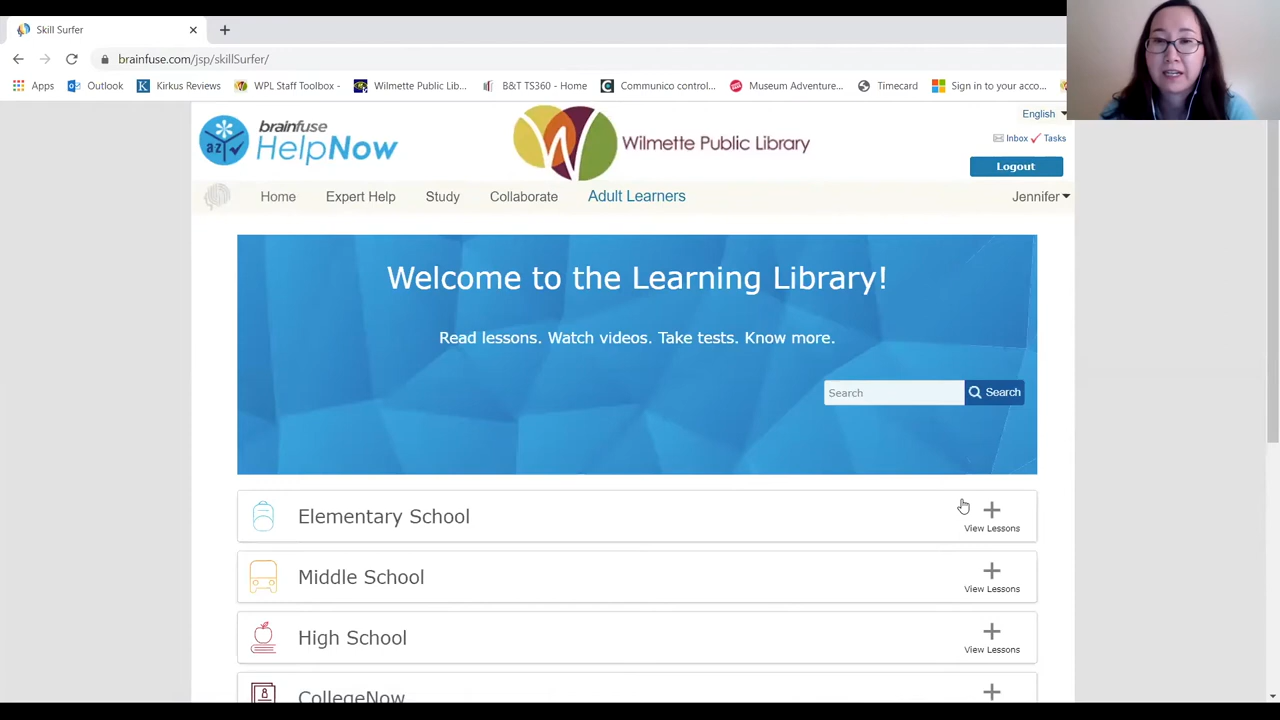 Skill Surfer
brainfuse.com/jsp/skillSurfer/
Apps Outlook Kirkus Reviews WPL Staff Toolbox - Wilmette Public Lib... B&T TS360 - Home Communico control... Museum Adventure... Timecard Sign in to your acco...
English
brainfuse
HelpNow
az
Wilmette Public Library
Inbox Tasks
Logout
Home Expert Help Study Collaborate Adult Learners Jennifer
Welcome to the Learning Library!
Read lessons. Watch videos. Take tests. Know more.
Search Search
Elementary School
View Lessons
Middle School
View Lessons
High School
View Lessons
CollegeNow